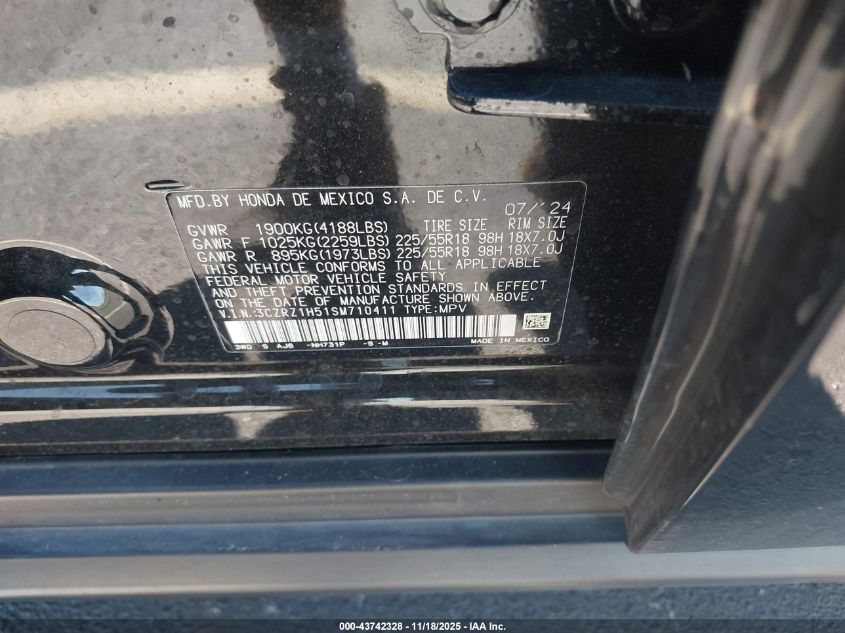 MFD.BY HONDA DE MEXICO S.A. DE C.V.
07/'24
GVWR 1900KG(4188LBS) TIRE SIZE RIM SIZE
GAWR F 1025KG(2259LBS) 225/55R18 98H 18X7.0J
GAWR R 895KG(1973LBS) 225/55R18 98H 18X7.0J
THIS VEHICLE CONFORMS TO ALL APPLICABLE
FEDERAL MOTOR VEHICLE SAFETY
AND THEFT PREVENTION STANDARDS IN EFFECT
ON THE DATE OF MANUFACTURE SHOWN ABOVE.
V.I.N.:3CZRZ1H51SM710411 TYPE:MPV
3W0 S AJB -NH731P -S-M MADE IN MEXICO
000-43742328 - 11/18/2025 - IAA Inc.